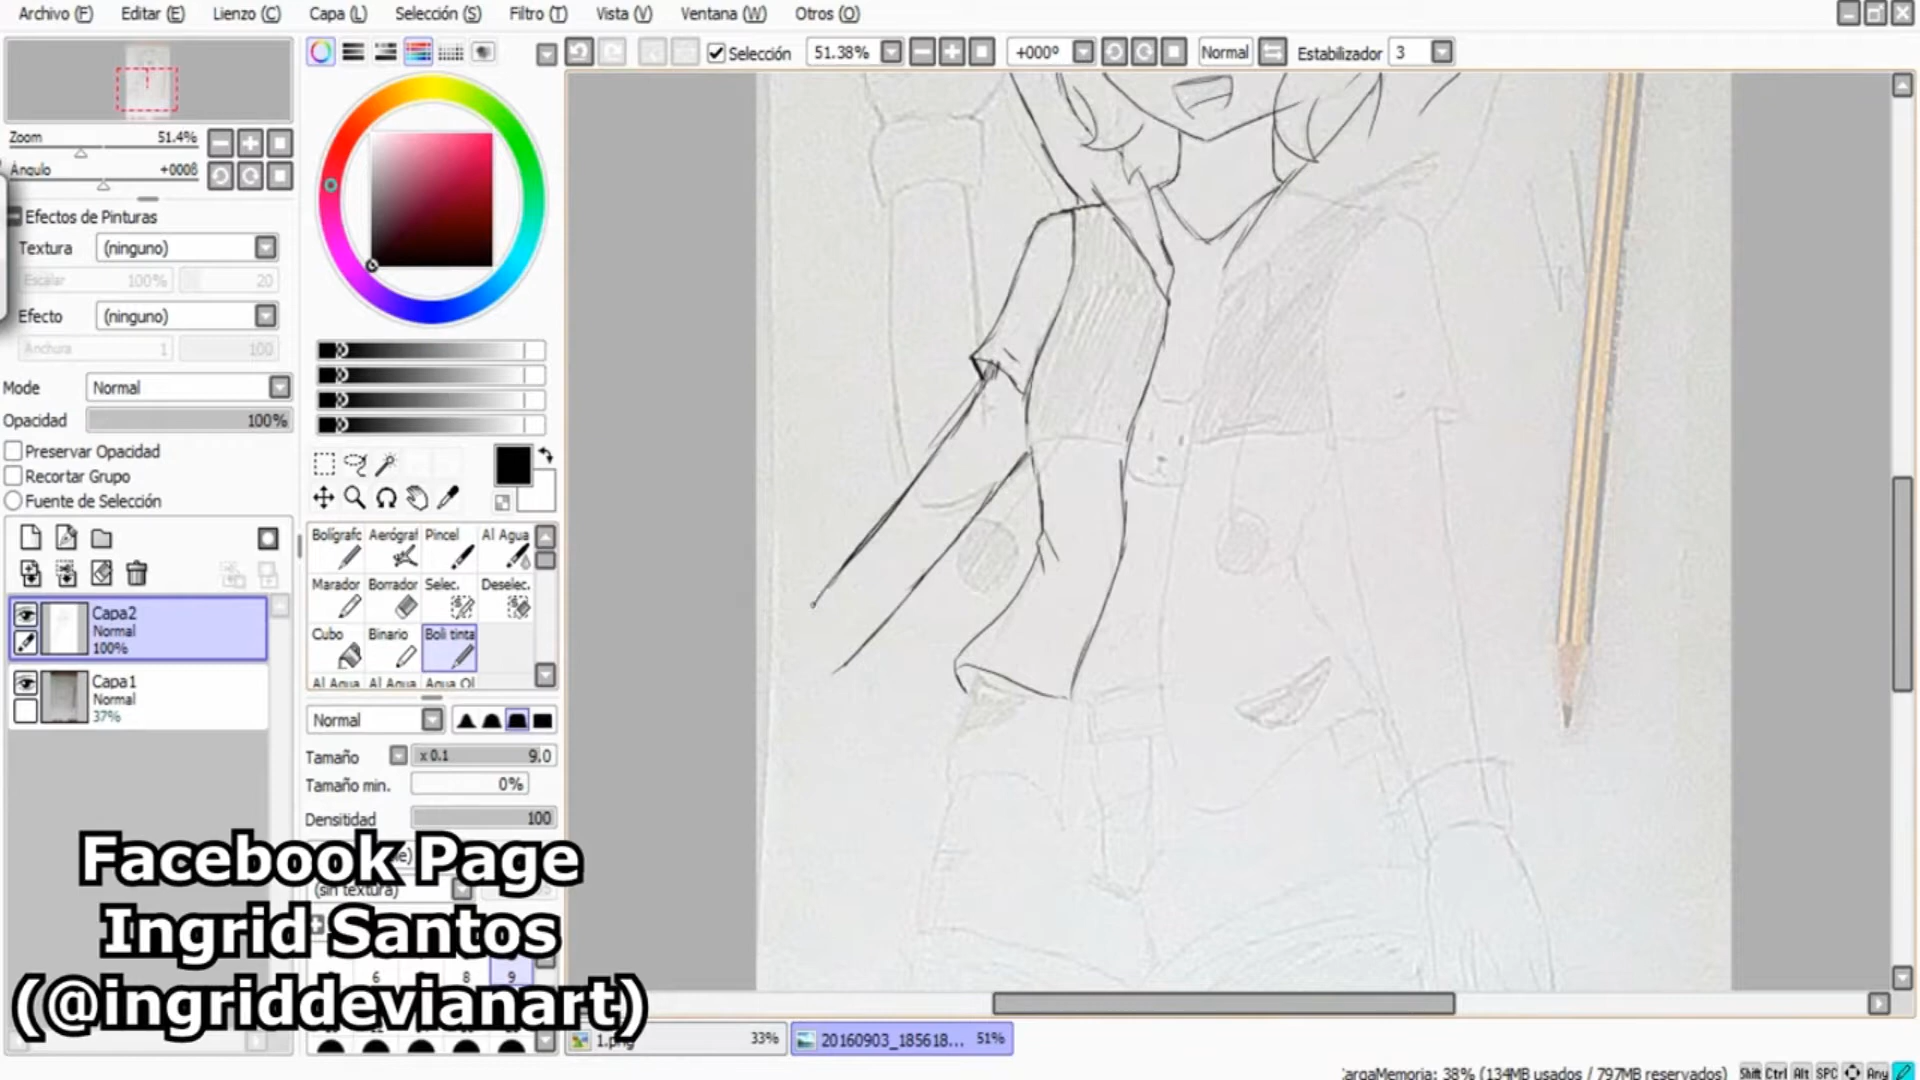 Archivo (F) Editar (E) Lienzo (C) Capa (L) Selección (S) Filtro (T) Vista (V) Ventana (W) Otros (O)
Selección 51.38% +000º Normal Estabilizador 3
Zoom 51.4%
Ángulo +0008
Efectos de Pinturas
Textura (ninguno)
Escalar 100% 20
Efecto (ninguno)
Anchura 1 100
Mode Normal
Opacidad 100%
Preservar Opacidad
Recortar Grupo
Fuente de Selección
Capa2
Normal
100%
Capa1
Normal
37%
Bolígrafc Aerógraf Pincel Al Agua
Marador Borrador Selec. Deselec.
Cubo Binario Boli tinta
Al Agua Al Agua Agua Ol
Normal
Tamaño x 0.1 9.0
Tamaño min. 0%
Densitidad 100
(sin textura)
6 8 9
Facebook Page
Ingrid Santos
(@ingriddevianart)
1.png 33% 20160903_185618... 51%
argaMemoria: 38% (134MB usados / 797MB reservados) Shift Ctrl Alt SPC Any